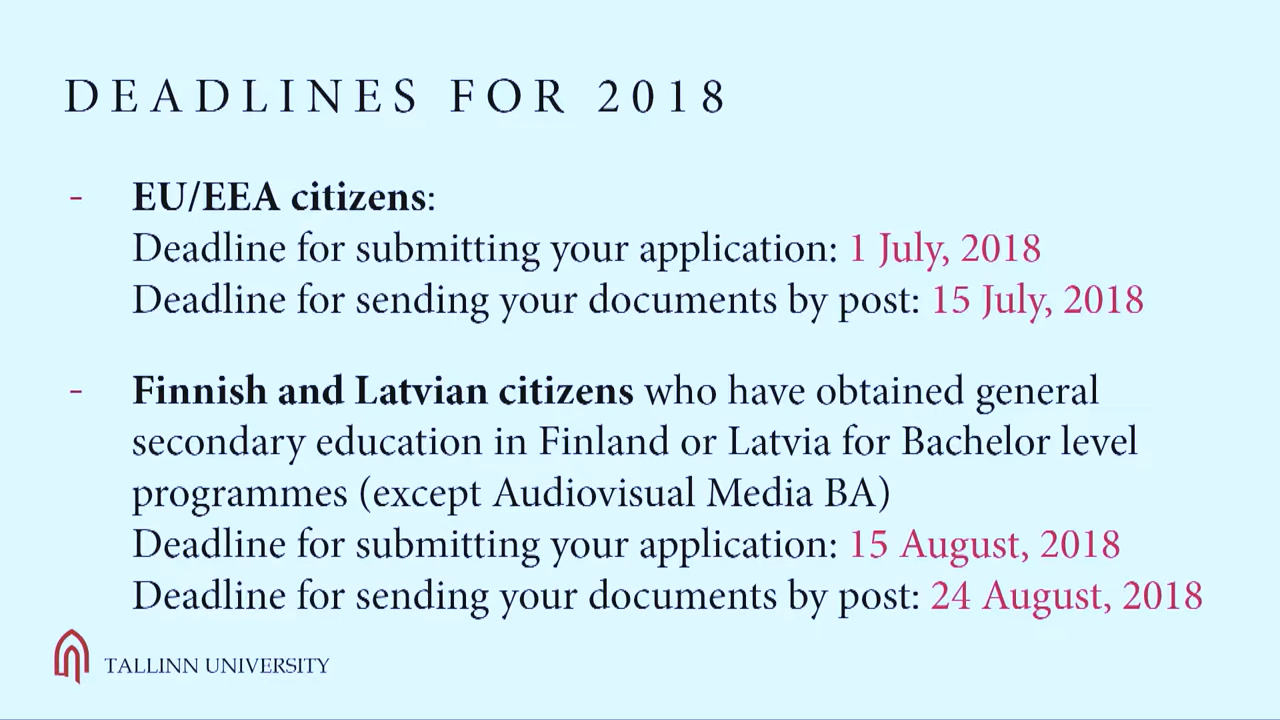 DEADLINES FOR 2018
- EU/EEA citizens:
Deadline for submitting your application: 1 July, 2018
Deadline for sending your documents by post: 15 July, 2018
- Finnish and Latvian citizens who have obtained general
secondary education in Finland or Latvia for Bachelor level
programmes (except Audiovisual Media BA)
Deadline for submitting your application: 15 August, 2018
Deadline for sending your documents by post: 24 August, 2018
TALLINN UNIVERSITY